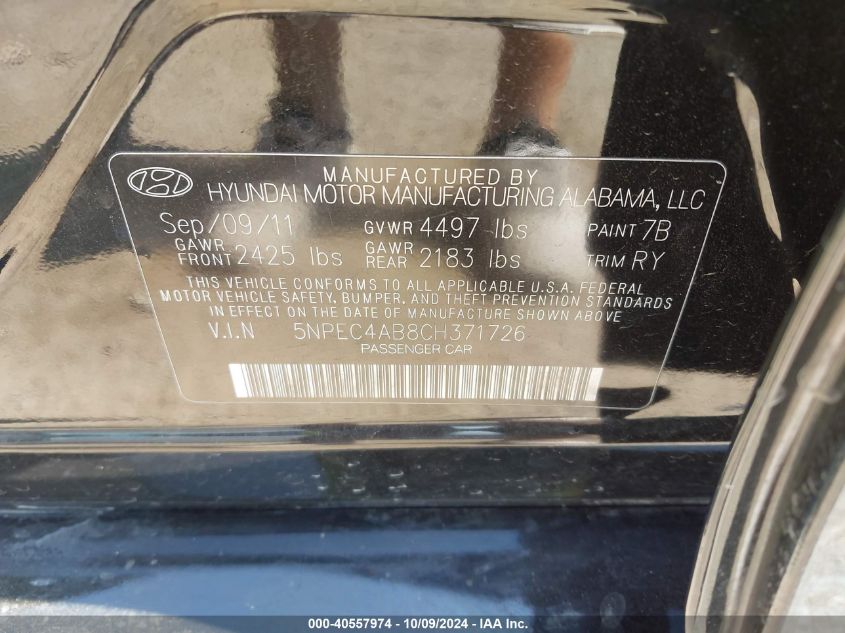 MANUFACTURED BY
HYUNDAI MOTOR MANUFACTURING ALABAMA, LLC
Sep/09/11 GVWR 4497 lbs PAINT 7B
GAWR FRONT 2425 lbs GAWR REAR 2183 lbs TRIM RY
THIS VEHICLE CONFORMS TO ALL APPLICABLE U.S.A. FEDERAL
MOTOR VEHICLE SAFETY, BUMPER, AND THEFT PREVENTION STANDARDS
IN EFFECT ON THE DATE OF MANUFACTURE SHOWN ABOVE.
V.I.N 5NPEC4AB8CH371726
PASSENGER CAR
000-40557974 - 10/09/2024 - IAA Inc.